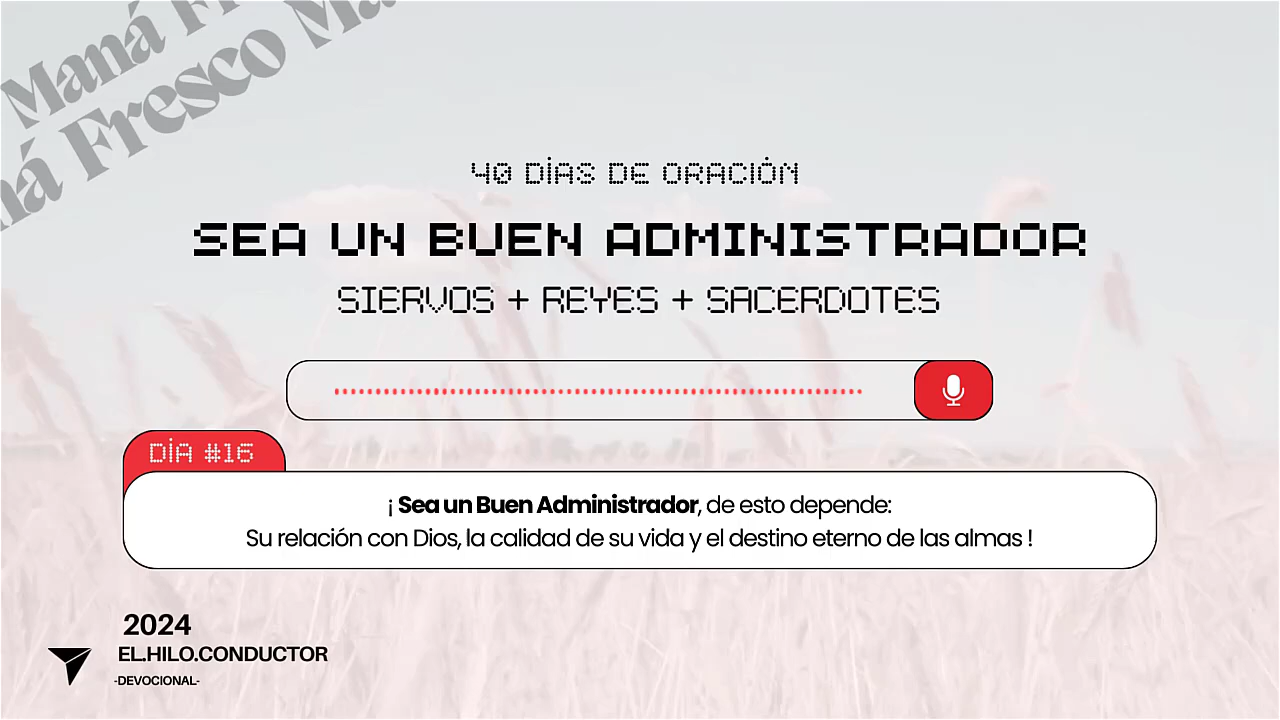 Maná Fr
ná Fresco Ma
40 DÍAS DE ORACIÓN
SEA UN BUEN ADMINISTRADOR
SIERVOS + REYES + SACERDOTES
DÍA #16
¡ Sea un Buen Administrador, de esto depende:
Su relación con Dios, la calidad de su vida y el destino eterno de las almas !
2024
EL.HILO.CONDUCTOR
-DEVOCIONAL-